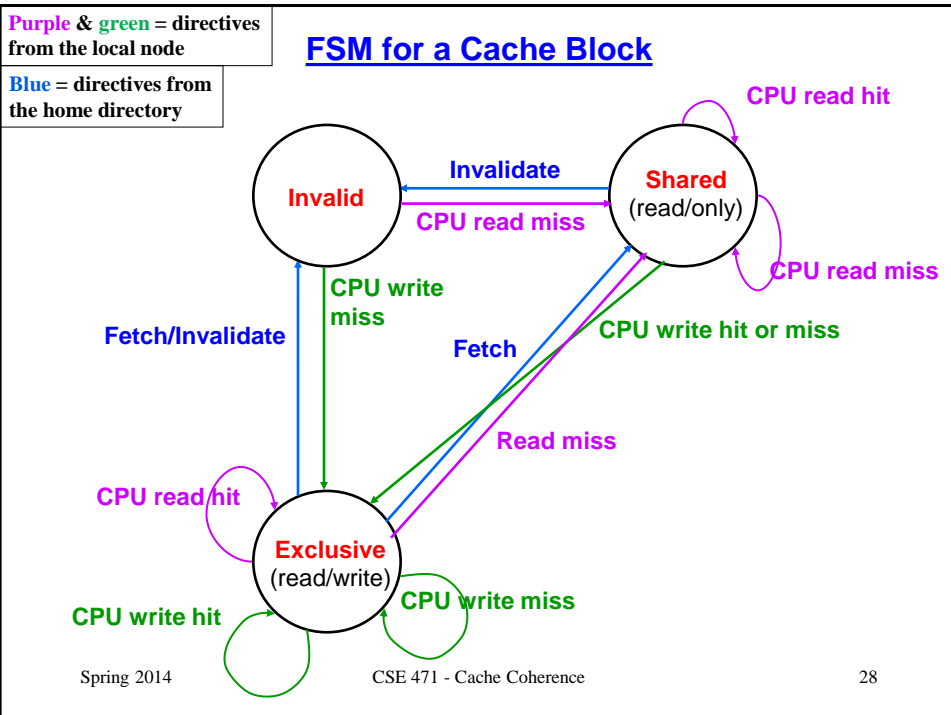 Purple & green = directives
from the local node
Blue = directives from
the home directory
FSM for a Cache Block
CPU read hit
Invalidate
Invalid
Shared
(read/only)
CPU read miss
CPU read miss
CPU write
miss
Fetch/Invalidate
CPU write hit or miss
Fetch
Read miss
CPU read hit
Exclusive
(read/write)
CPU write miss
CPU write hit
Spring 2014
CSE 471 - Cache Coherence
28